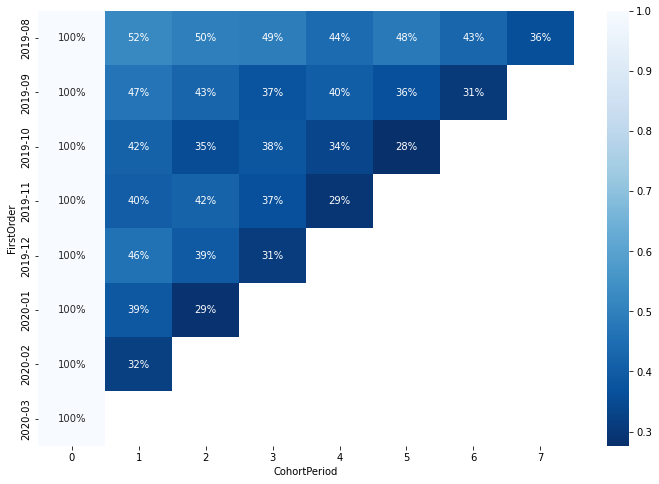 2019-08 100% 52% 50% 49% 44% 48% 43% 36%
2019-09 100% 47% 43% 37% 40% 36% 31%
2019-10 100% 42% 35% 38% 34% 28%
2019-11 100% 40% 42% 37% 29%
2019-12 100% 46% 39% 31%
2020-01 100% 39% 29%
2020-02 100% 32%
2020-03 100%
FirstOrder
0 1 2 3 4 5 6 7
CohortPeriod
1.0
0.9
0.8
0.7
0.6
0.5
0.4
0.3